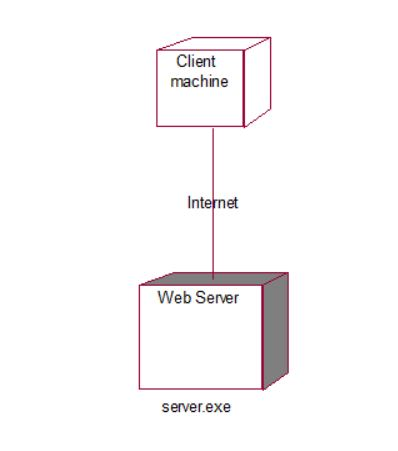 Client
machine
Internet
Web Server
server.exe